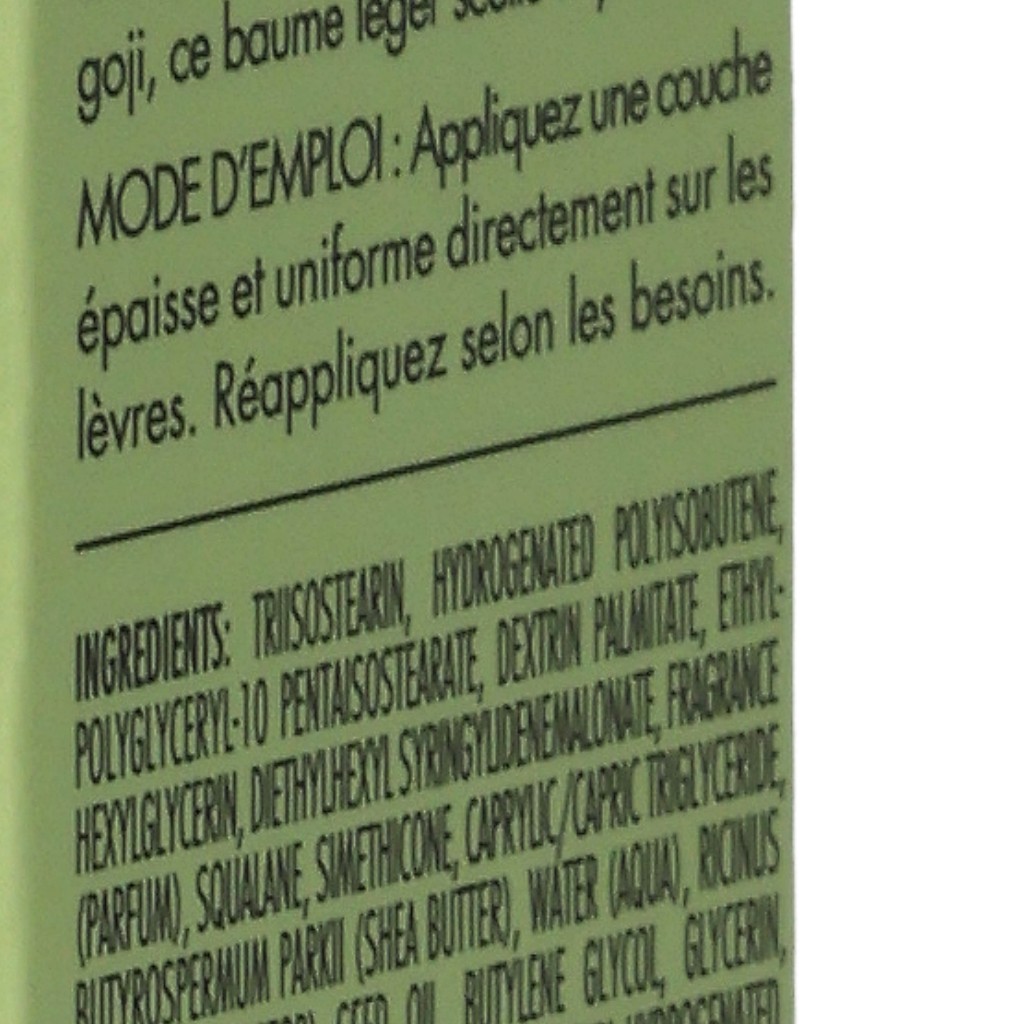 goji, ce baume léger
MODE D'EMPLOI : Appliquez une couche
épaisse et uniforme directement sur les
lèvres. Réappliquez selon les besoins.
INGREDIENTS: TRIISOSTEARIN, HYDROGENATED POLYISOBUTENE,
POLYGLYCERYL-10 PENTAISOSTEARATE, DEXTRIN PALMITATE, ETHYL-
HEXYLGLYCERIN, DIETHYLHEXYL SYRINGYLIDENEMALONATE, FRAGRANCE
(PARFUM), SQUALANE, SIMETHICONE, CAPRYLIC/CAPRIC TRIGLYCERIDE,
BUTYROSPERMUM PARKII (SHEA BUTTER), WATER (AQUA), RICINUS
SEED OIL, BUTYLENE GLYCOL, GLYCERIN,
HYDROGENATED